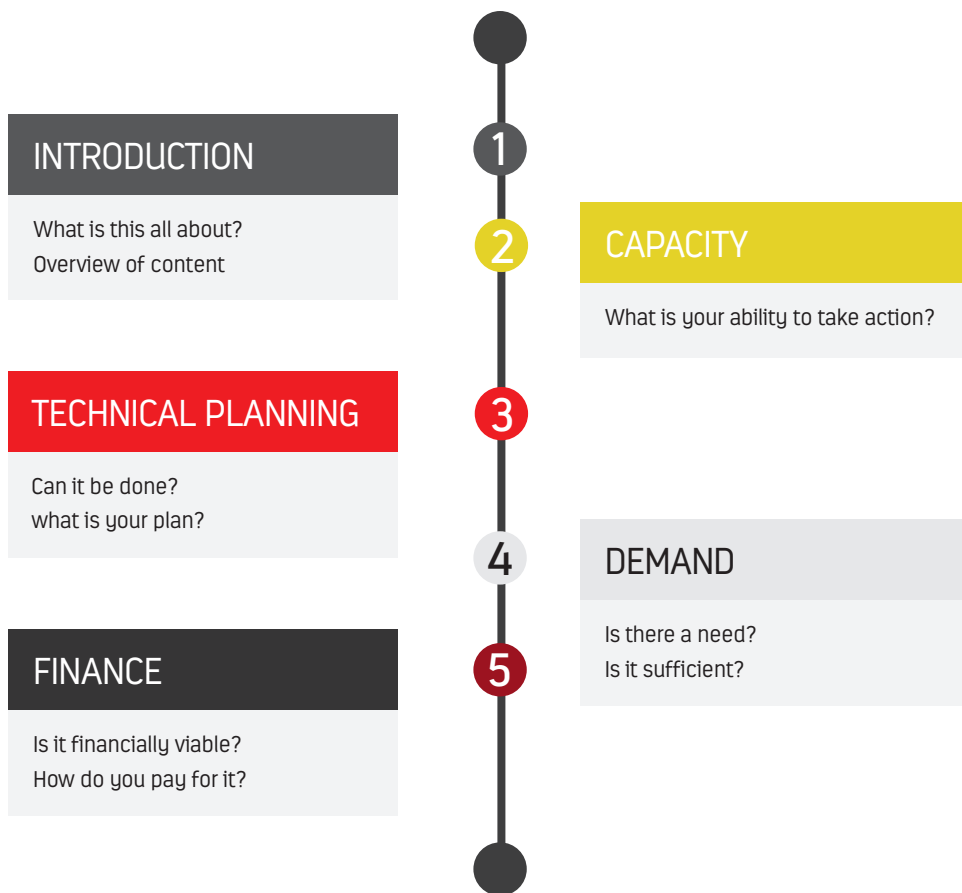 1
INTRODUCTION
What is this all about?
Overview of content
2
CAPACITY
What is your ability to take action?
3
TECHNICAL PLANNING
Can it be done?
what is your plan?
4
DEMAND
Is there a need?
Is it sufficient?
5
FINANCE
Is it financially viable?
How do you pay for it?